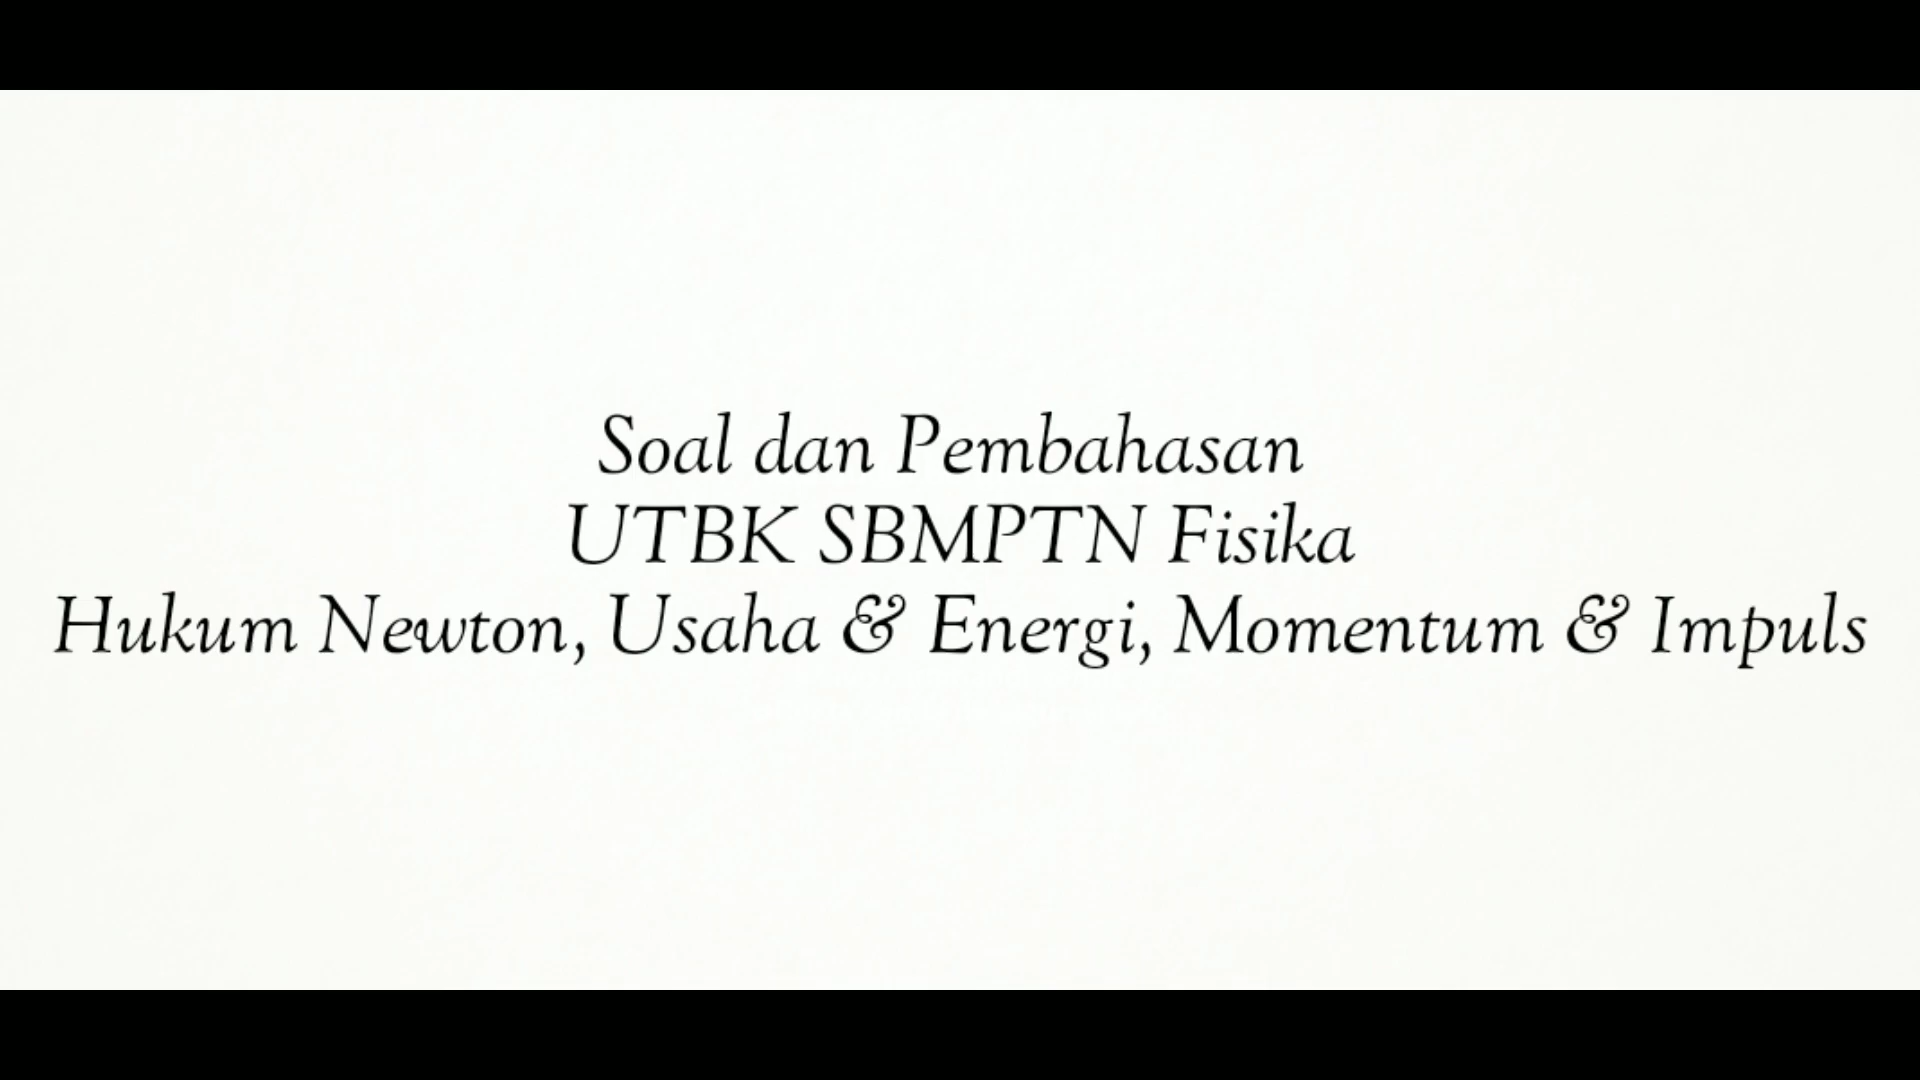 Soal dan Pembahasan
UTBK SBMPTN Fisika
Hukum Newton, Usaha & Energi, Momentum & Impuls